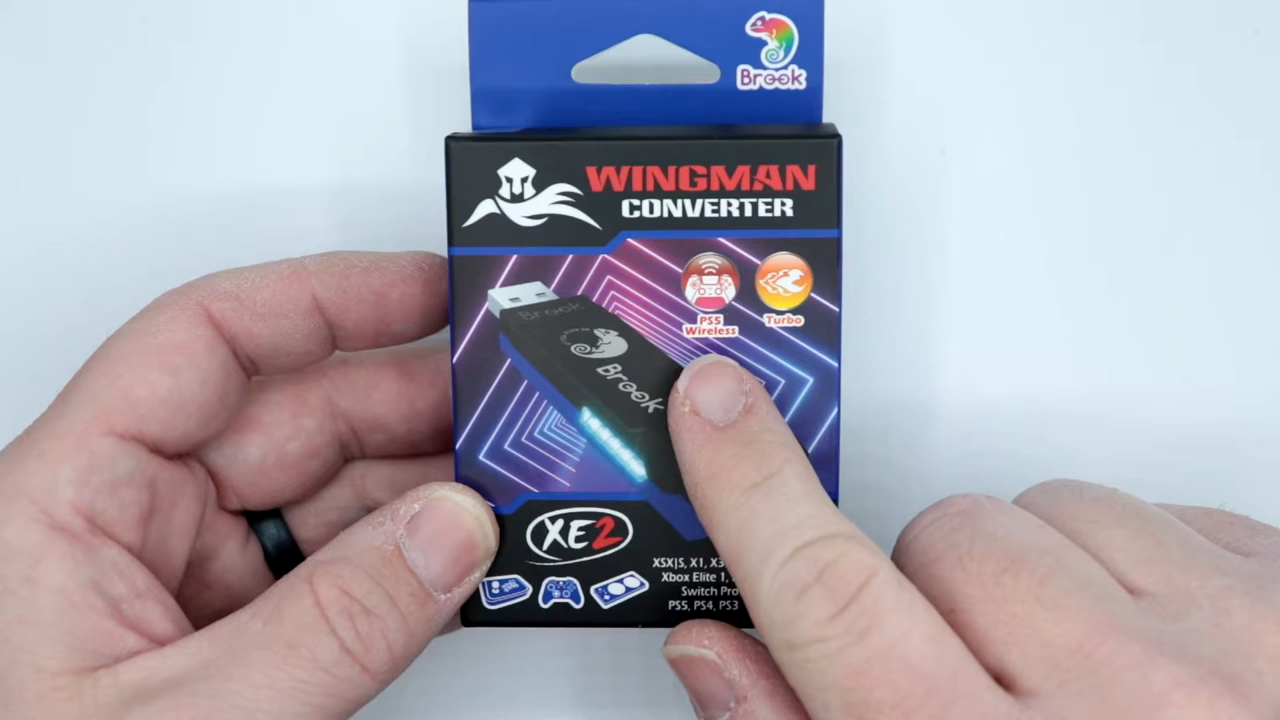 Brook
WINGMAN
CONVERTER
PS5
Wireless
Turbo
Brook
Brook
XE2
XSX|S, X1,
Xbox Elite 1,
Switch Pro
PS5, PS4, PS3